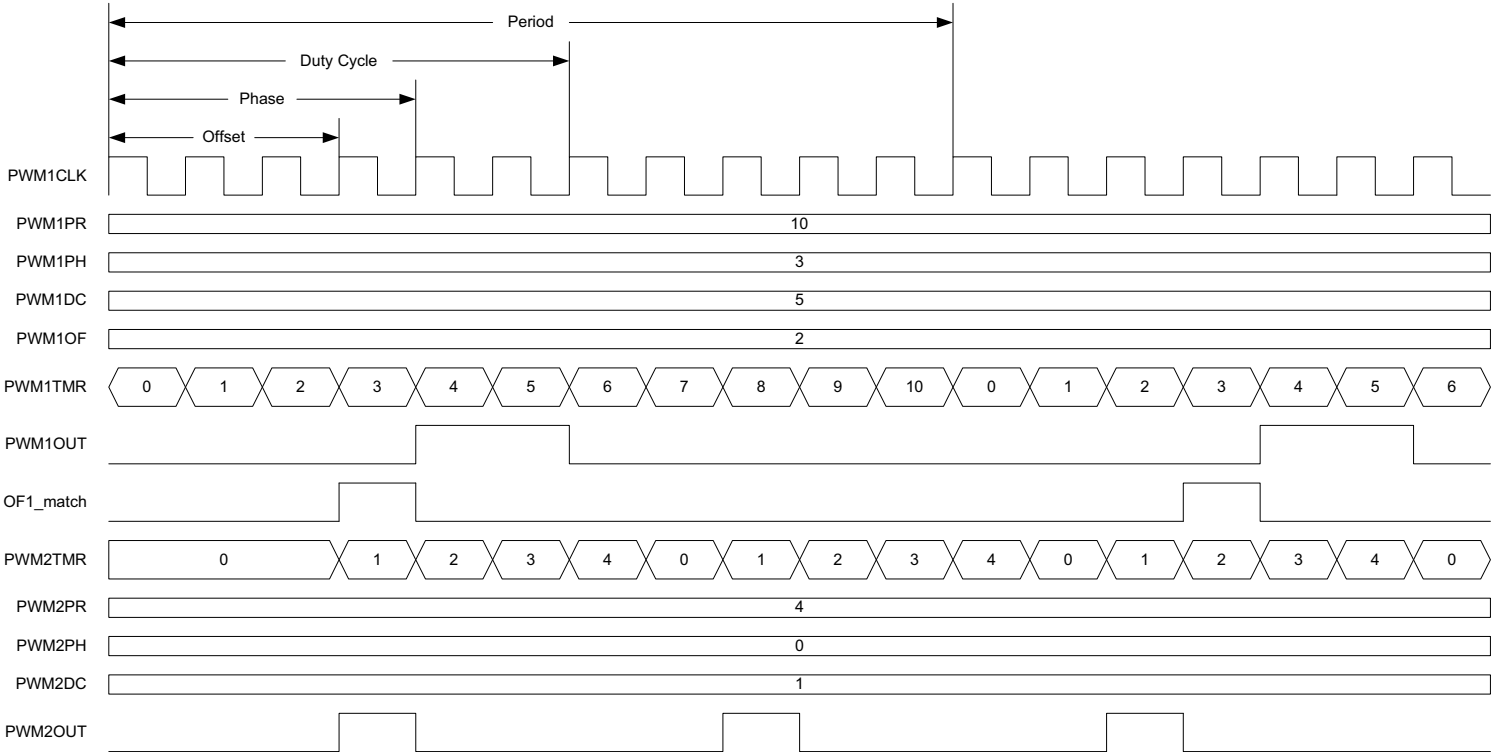 Period
Duty Cycle
Phase
Offset
PWM1CLK
PWM1PR 10
PWM1PH 3
PWM1DC 5
PWM1OF 2
PWM1TMR 0 1 2 3 4 5 6 7 8 9 10 0 1 2 3 4 5 6
PWM1OUT
OF1_match
PWM2TMR 0 1 2 3 4 0 1 2 3 4 0 1 2 3 4 0
PWM2PR 4
PWM2PH 0
PWM2DC 1
PWM2OUT